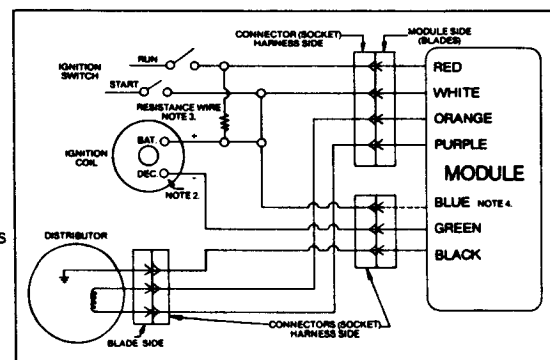 CONNECTOR (SOCKET)
HARNESS SIDE
MODULE SIDE
(BLADES)
IGNITION
SWITCH
RUN
START
RESISTANCE WIRE
NOTE 3.
IGNITION
COIL
BAT.
+
DEC.
-
NOTE 2.
DISTRIBUTOR
BLADE SIDE
CONNECTORS (SOCKET)
HARNESS SIDE
RED
WHITE
ORANGE
PURPLE
MODULE
BLUE NOTE 4.
GREEN
BLACK
S